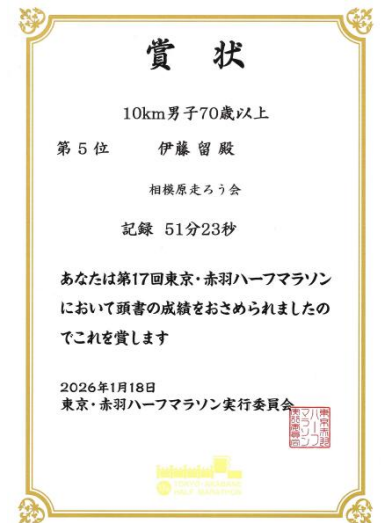 賞 状
10km男子70歳以上
第 5 位 伊藤 留 殿
相模原走ろう会
記録 51分23秒
あなたは第17回東京・赤羽ハーフマラソン
において頭書の成績をおさめられましたの
でこれを賞します
2026年1月18日
東京・赤羽ハーフマラソン実行委員会
TOKYO-AKABANE
HALF MARATHON